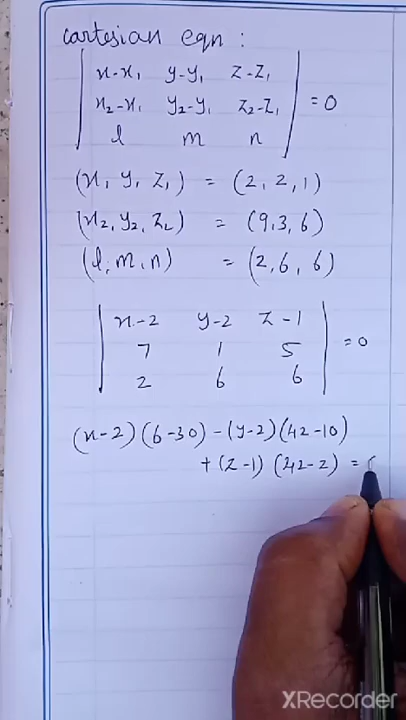 cartesian eqn :
| x-x₁ y-y₁ z-z₁ |
| x₂-x₁ y₂-y₁ z₂-z₁ | = 0
| l m n |
(x₁ y₁ z₁) = (2, 2, 1)
(x₂, y₂, z₂) = (9,3,6)
(l, m, n) = (2, 6, 6)
| x-2 y-2 z-1 |
| 7 1 5 | = 0
| 2 6 6 |
(x-2)(6-30) - (y-2)(42-10)
+ (z-1) (42-2) =
XRecorder